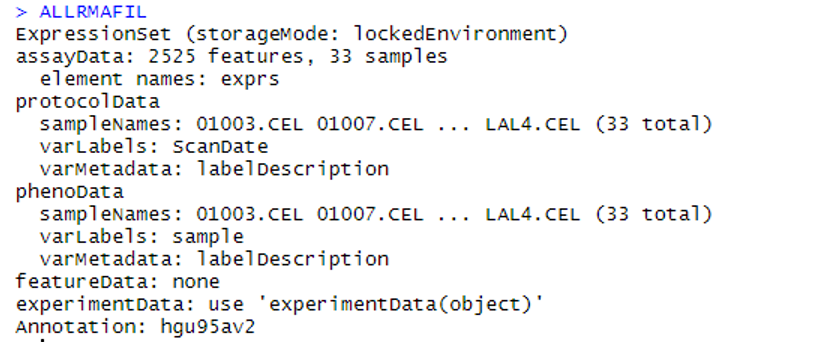 > ALLRMAFIL
ExpressionSet (storageMode: lockedEnvironment)
assayData: 2525 features, 33 samples
  element names: exprs
protocolData
  sampleNames: 01003.CEL 01007.CEL ... LAL4.CEL (33 total)
  varLabels: ScanDate
  varMetadata: labelDescription
phenoData
  sampleNames: 01003.CEL 01007.CEL ... LAL4.CEL (33 total)
  varLabels: sample
  varMetadata: labelDescription
featureData: none
experimentData: use 'experimentData(object)'
Annotation: hgu95av2